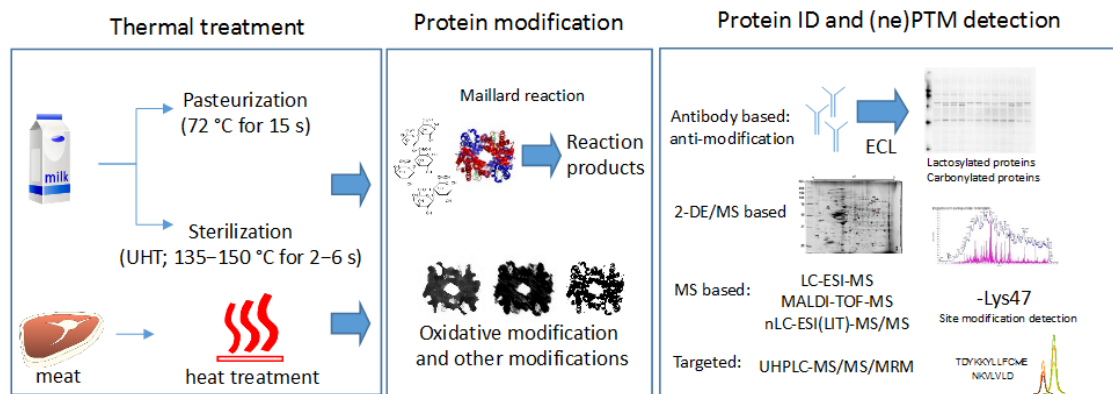 Thermal treatment
Protein modification
Protein ID and (ne)PTM detection
Pasteurization
(72 °C for 15 s)
milk
Sterilization
(UHT; 135–150 °C for 2–6 s)
meat
heat treatment
Maillard reaction
Reaction
products
Oxidative modification
and other modifications
Antibody based:
anti-modification
ECL
Lactosylated proteins
Carbonylated proteins
2-DE/MS based
MS based:
LC-ESI-MS
MALDI-TOF-MS
nLC-ESI(LIT)-MS/MS
-Lys47
Site modification detection
Targeted:
UHPLC-MS/MS/MRM
TDYKKYLLFCME
NKVLVLD